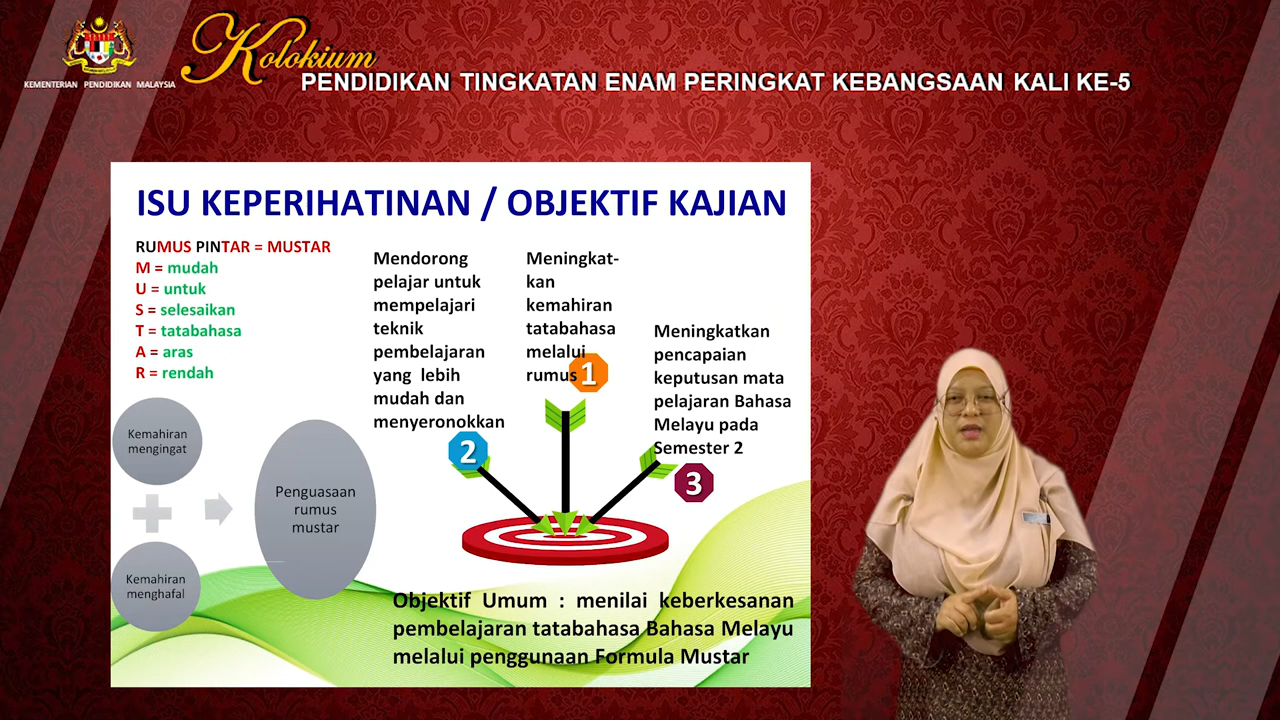 KEMENTERIAN PENDIDIKAN MALAYSIA
Kolokium
PENDIDIKAN TINGKATAN ENAM PERINGKAT KEBANGSAAN KALI KE-5
ISU KEPERIHATINAN / OBJEKTIF KAJIAN
RUMUS PINTAR = MUSTAR
M = mudah
U = untuk
S = selesaikan
T = tatabahasa
A = aras
R = rendah
Kemahiran
mengingat
Kemahiran
menghafal
Penguasaan
rumus
mustar
Mendorong
pelajar untuk
mempelajari
teknik
pembelajaran
yang lebih
mudah dan
menyeronokkan
2
Meningkat-
kan
kemahiran
tatabahasa
melalui
rumus
1
Meningkatkan
pencapaian
keputusan mata
pelajaran Bahasa
Melayu pada
Semester 2
3
Objektif Umum : menilai keberkesanan
pembelajaran tatabahasa Bahasa Melayu
melalui penggunaan Formula Mustar